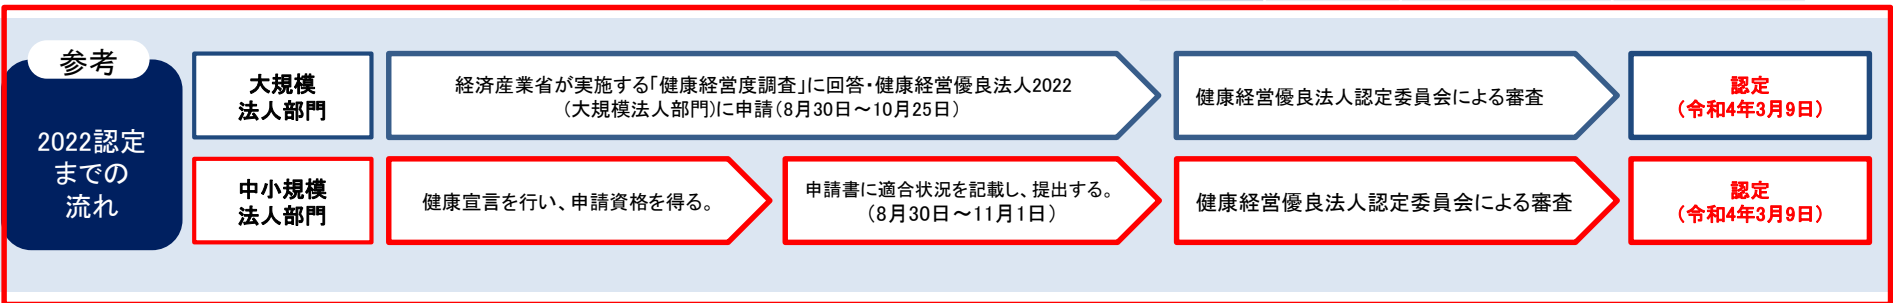 参考
2022認定
までの
流れ
大規模
法人部門
経済産業省が実施する「健康経営度調査」に回答・健康経営優良法人2022
(大規模法人部門)に申請(8月30日～10月25日)
健康経営優良法人認定委員会による審査
認定
(令和4年3月9日)
中小規模
法人部門
健康宣言を行い、申請資格を得る。
申請書に適合状況を記載し、提出する。
(8月30日～11月1日)
健康経営優良法人認定委員会による審査
認定
(令和4年3月9日)